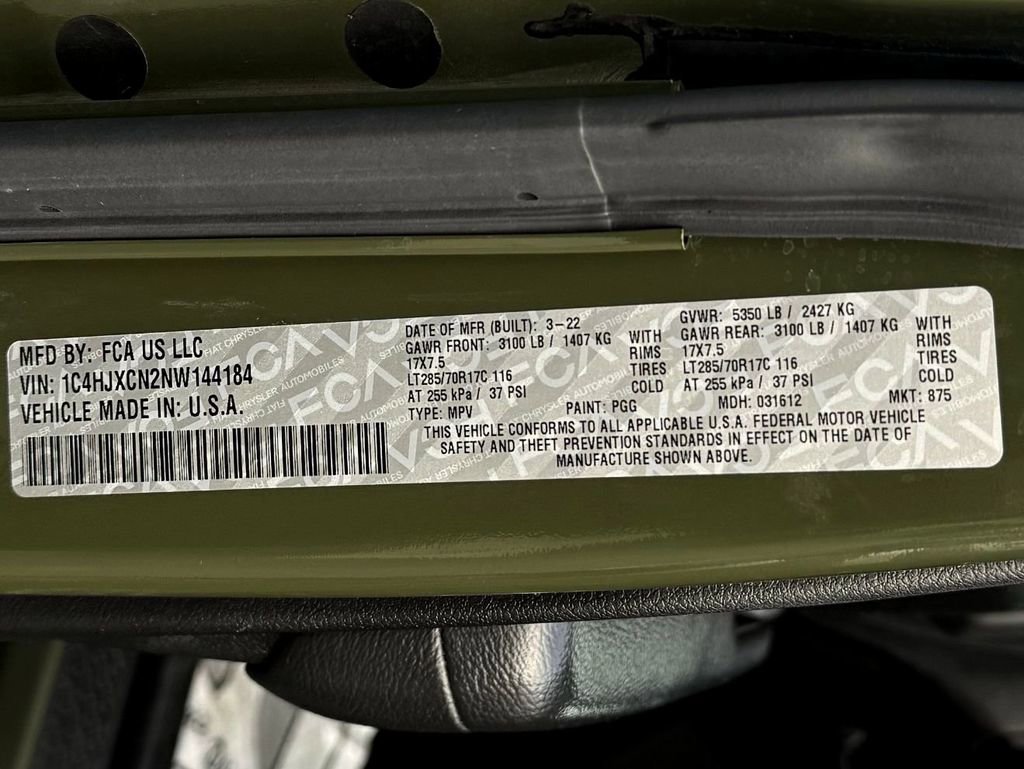 MFD BY: FCA US LLC
VIN: 1C4HJXCN2NW144184
VEHICLE MADE IN: U.S.A.
DATE OF MFR (BUILT): 3-22
GAWR FRONT: 3100 LB / 1407 KG WITH
17X7.5 RIMS
LT285/70R17C 116 TIRES
AT 255 kPa / 37 PSI COLD
GVWR: 5350 LB / 2427 KG
GAWR REAR: 3100 LB / 1407 KG WITH
17X7.5 RIMS
LT285/70R17C 116 TIRES
AT 255 kPa / 37 PSI COLD
TYPE: MPV PAINT: PGG MDH: 031612 MKT: 875
THIS VEHICLE CONFORMS TO ALL APPLICABLE U.S.A. FEDERAL MOTOR VEHICLE
SAFETY AND THEFT PREVENTION STANDARDS IN EFFECT ON THE DATE OF
MANUFACTURE SHOWN ABOVE.